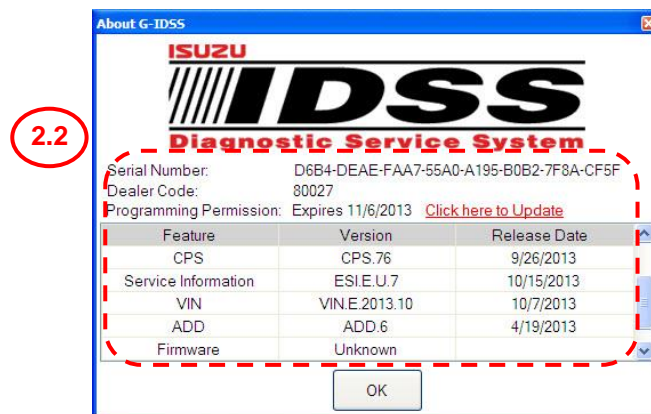 About G-IDSS
ISUZU
IDSS
Diagnostic Service System
2.2
Serial Number: D6B4-DEAE-FAA7-55A0-A195-B0B2-7F8A-CF5F
Dealer Code: 80027
Programming Permission: Expires 11/6/2013 Click here to Update
Feature Version Release Date
CPS CPS.76 9/26/2013
Service Information ESI.E.U.7 10/15/2013
VIN VIN.E.2013.10 10/7/2013
ADD ADD.6 4/19/2013
Firmware Unknown
OK